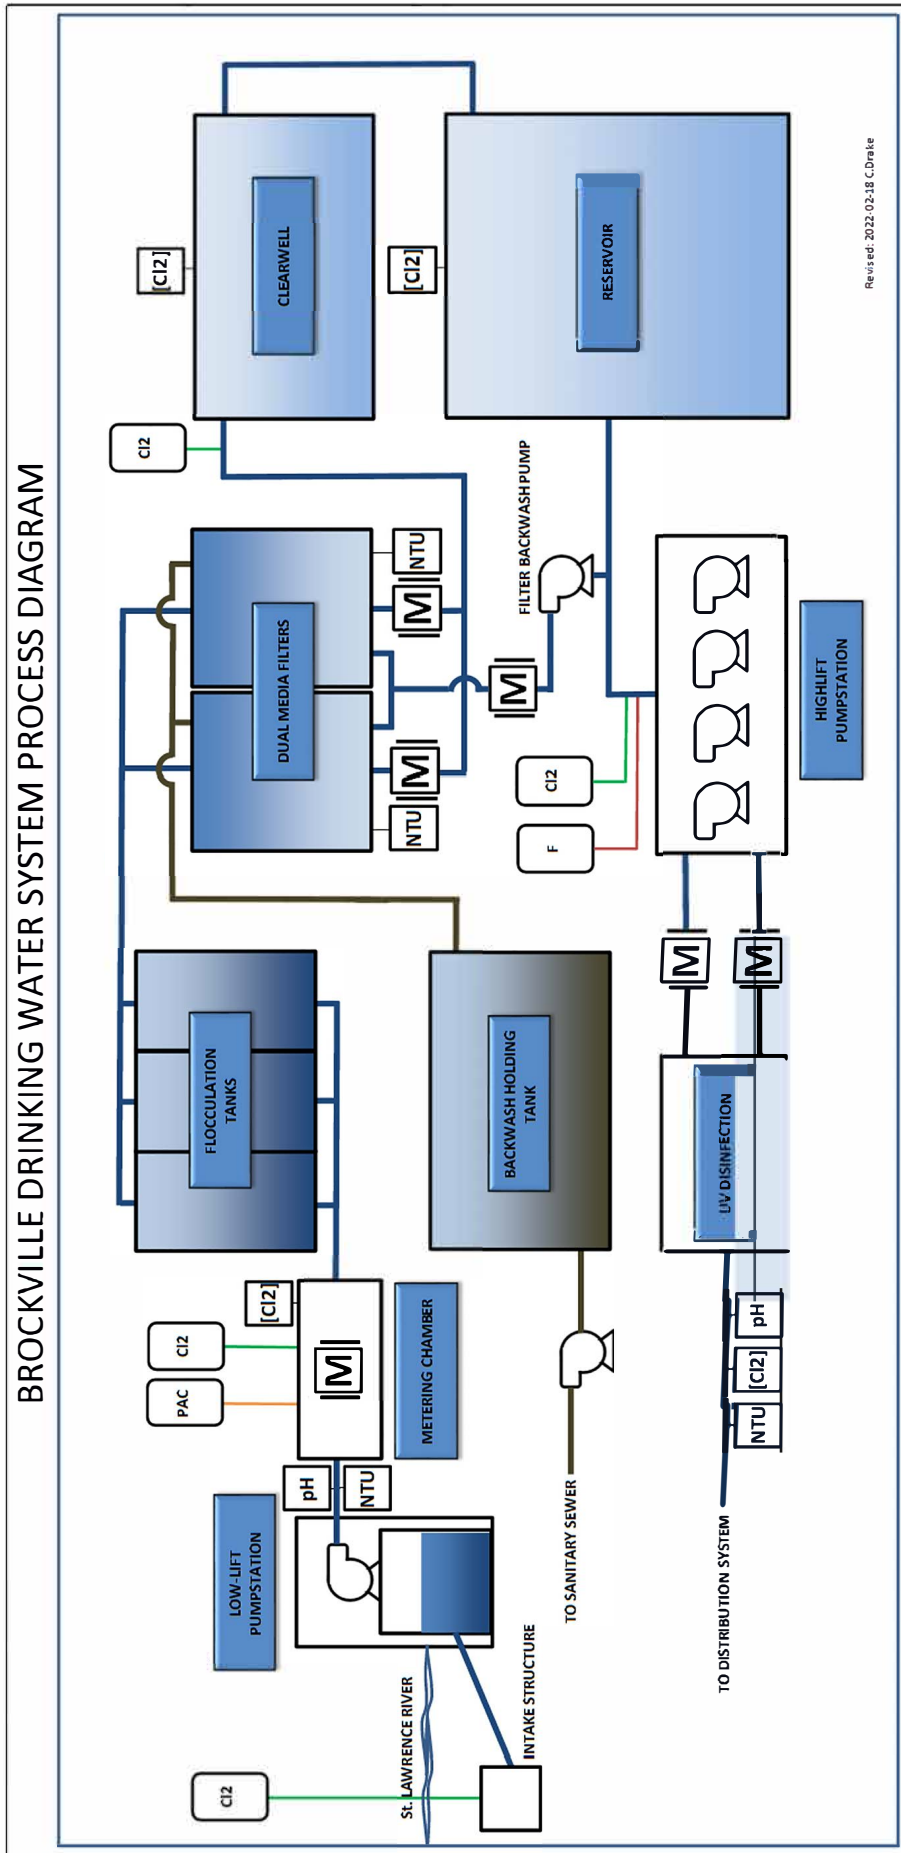 BROCKVILLE DRINKING WATER SYSTEM PROCESS DIAGRAM
Cl2
St. LAWRENCE RIVER
INTAKE STRUCTURE
LOW-LIFT
PUMPSTATION
pH
NTU
PAC
Cl2
[Cl2]
M
METERING CHAMBER
FLOCCULATION
TANKS
DUAL MEDIA FILTERS
NTU
M
M
NTU
M
FILTER BACKWASH PUMP
Cl2
[Cl2]
CLEARWELL
[Cl2]
RESERVOIR
BACKWASH HOLDING
TANK
TO SANITARY SEWER
F
Cl2
HIGHLIFT
PUMPSTATION
M
M
UV DISINFECTION
pH
[Cl2]
NTU
TO DISTRIBUTION SYSTEM
Revised: 2022-02-18 C.Drake